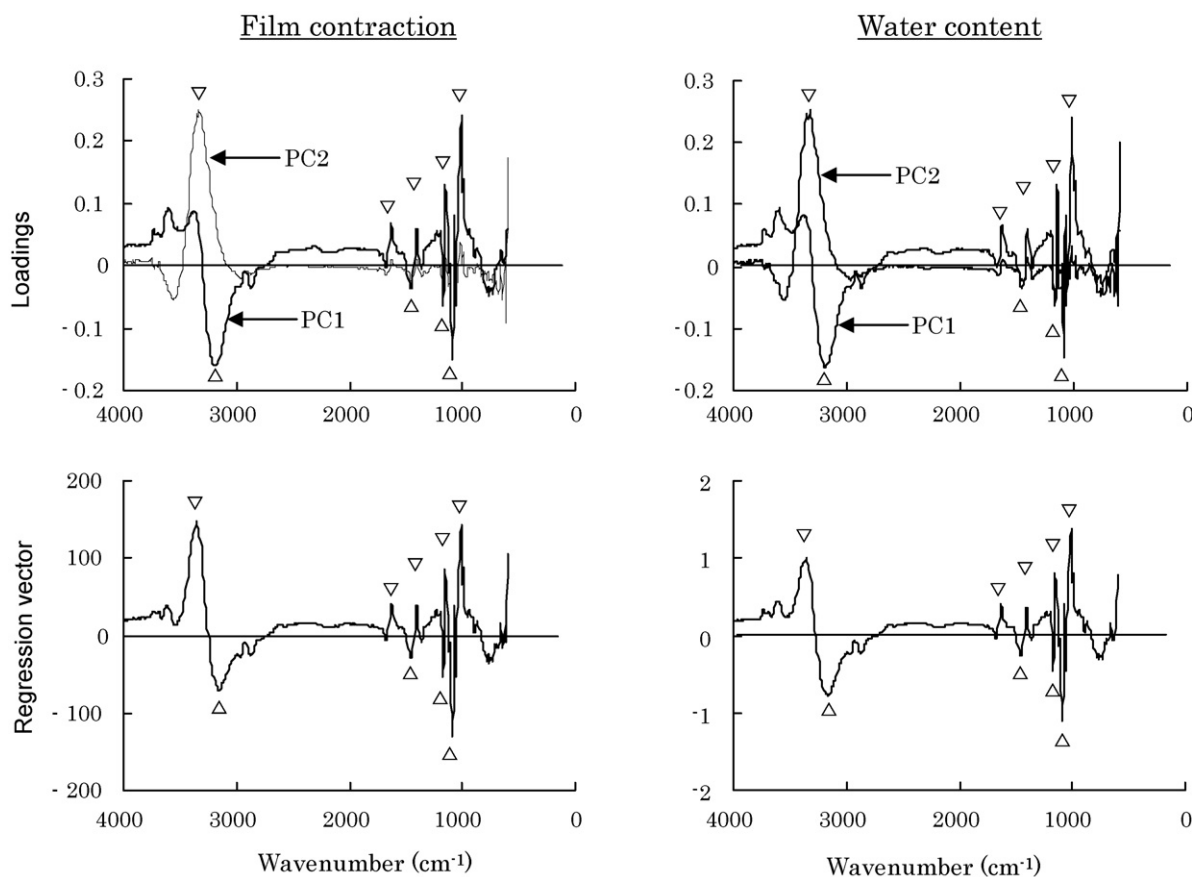 Film contraction
Water content
Loadings
0.3
0.2
0.1
0
- 0.1
- 0.2
PC2
PC1
4000 3000 2000 1000 0
0.3
0.2
0.1
0
- 0.1
- 0.2
PC2
PC1
4000 3000 2000 1000 0
Regression vector
200
100
0
- 100
- 200
4000 3000 2000 1000 0
Wavenumber (cm⁻¹)
2
1
0
-1
-2
4000 3000 2000 1000 0
Wavenumber (cm⁻¹)